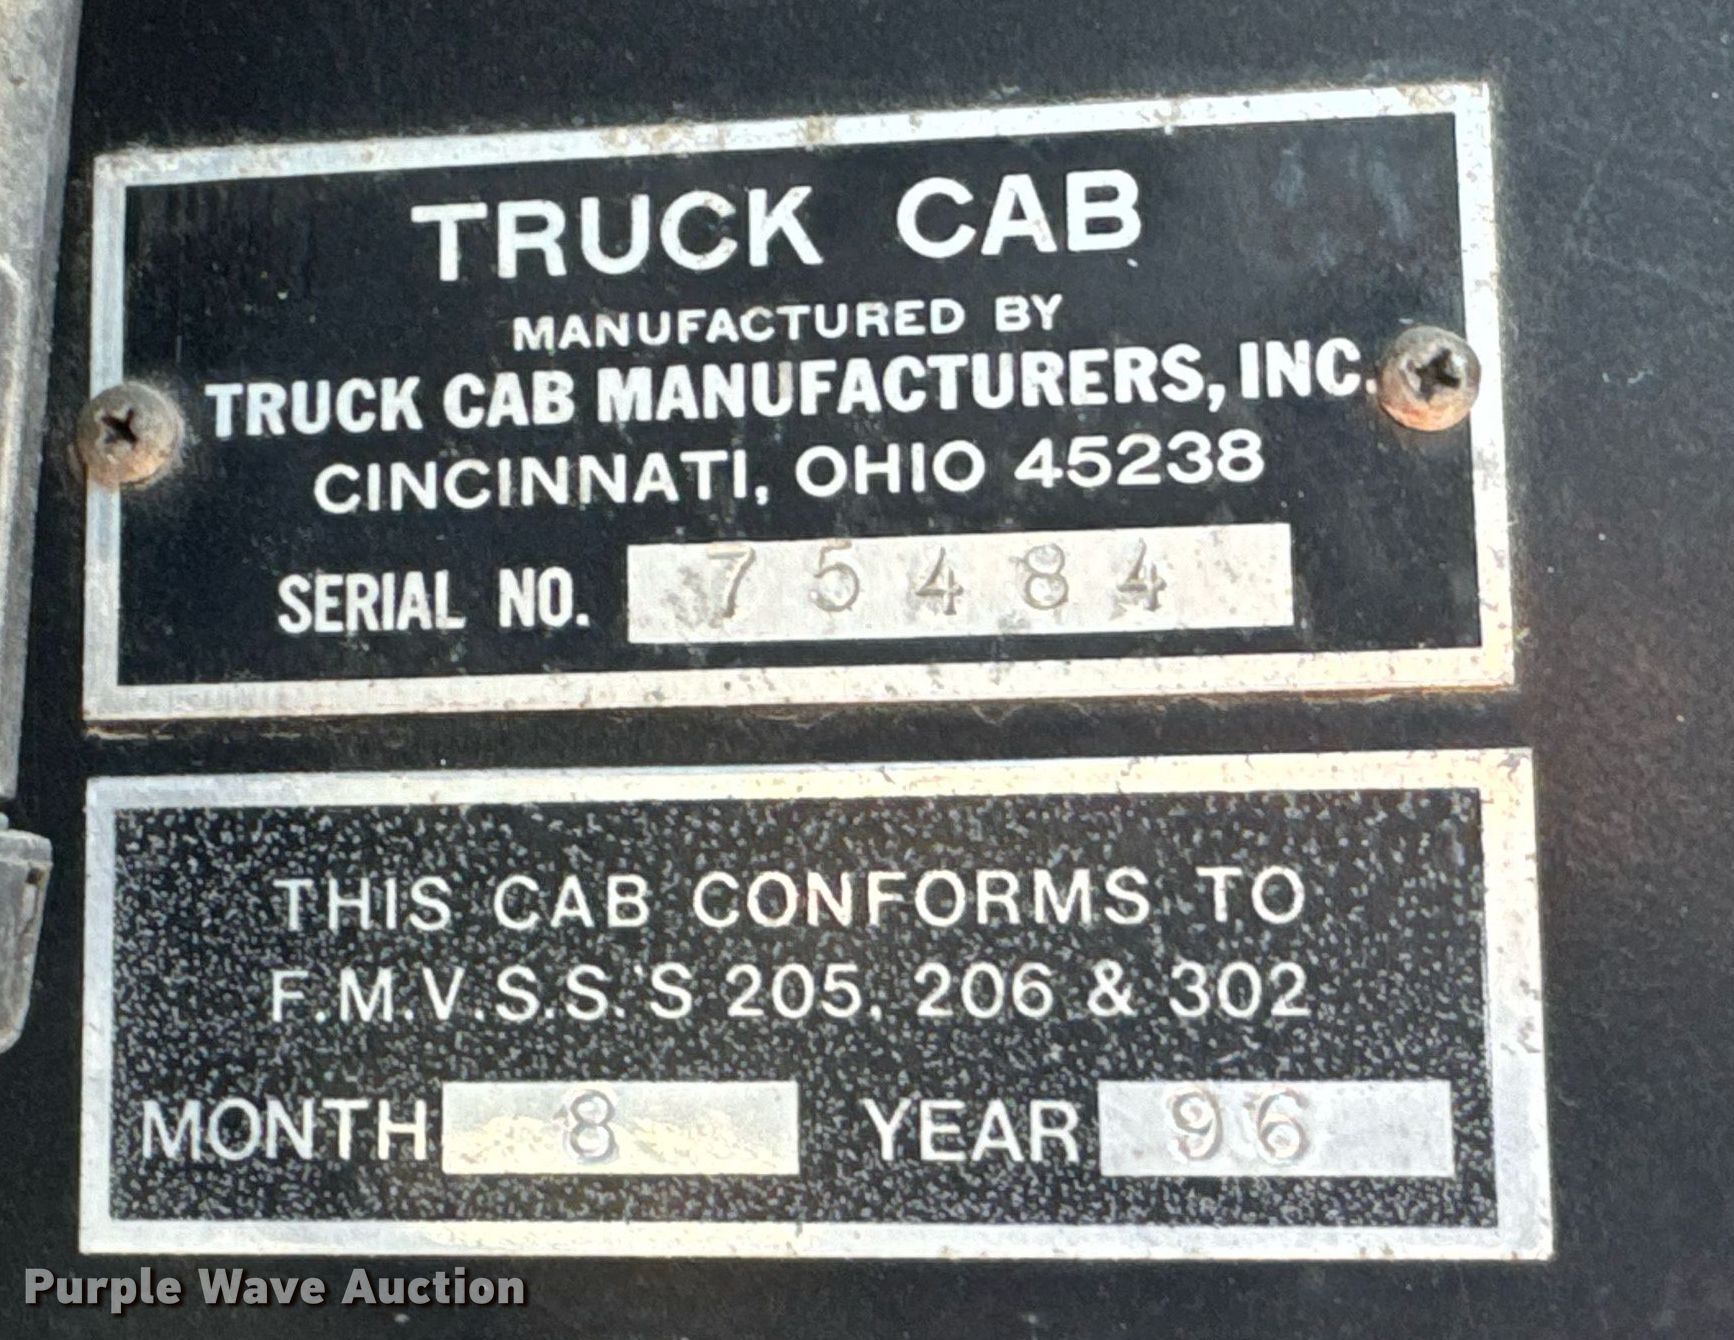 TRUCK CAB
MANUFACTURED BY
TRUCK CAB MANUFACTURERS, INC.
CINCINNATI, OHIO 45238
SERIAL NO. 75484
THIS CAB CONFORMS TO
F.M.V.S.S.'S 205, 206 & 302
MONTH 8 YEAR 96
Purple Wave Auction